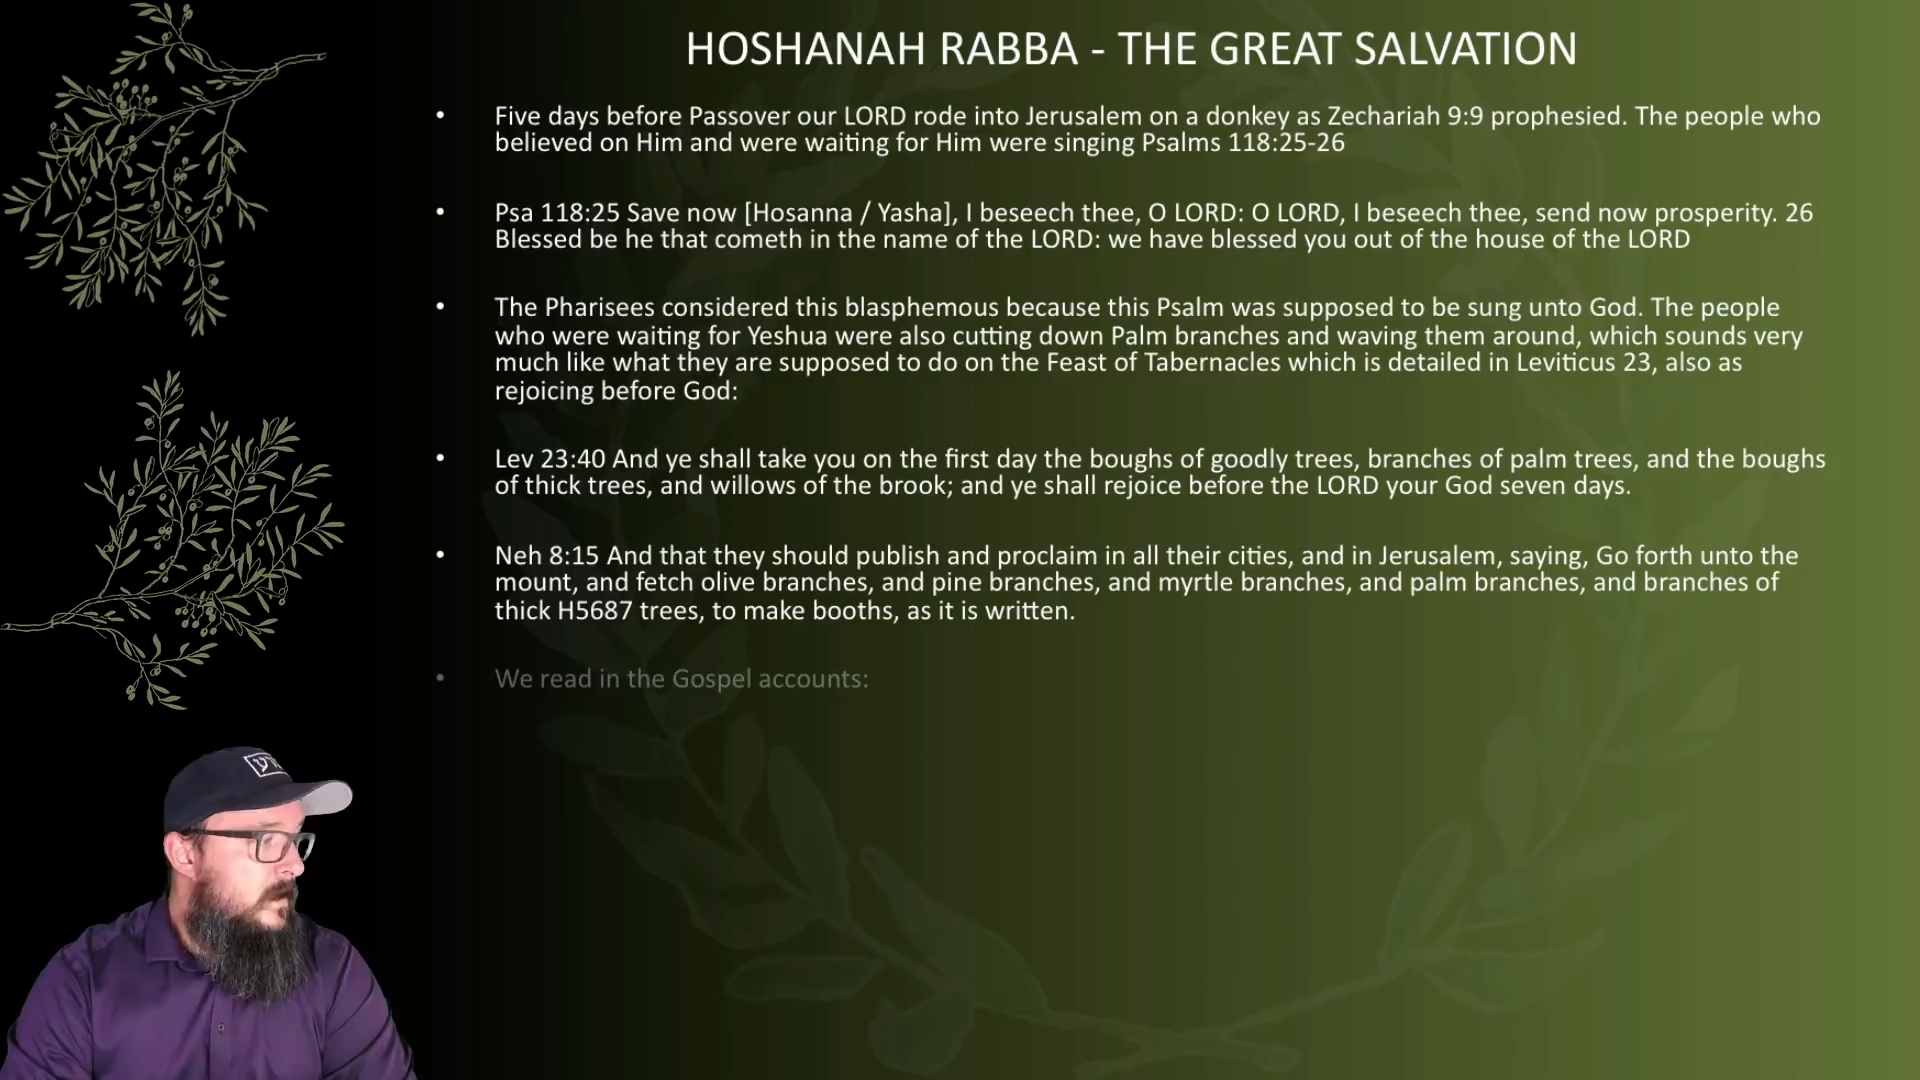 HOSHANAH RABBA - THE GREAT SALVATION
• Five days before Passover our LORD rode into Jerusalem on a donkey as Zechariah 9:9 prophesied. The people who
believed on Him and were waiting for Him were singing Psalms 118:25-26
• Psa 118:25 Save now [Hosanna / Yasha], I beseech thee, O LORD: O LORD, I beseech thee, send now prosperity. 26
Blessed be he that cometh in the name of the LORD: we have blessed you out of the house of the LORD
• The Pharisees considered this blasphemous because this Psalm was supposed to be sung unto God. The people
who were waiting for Yeshua were also cutting down Palm branches and waving them around, which sounds very
much like what they are supposed to do on the Feast of Tabernacles which is detailed in Leviticus 23, also as
rejoicing before God:
• Lev 23:40 And ye shall take you on the first day the boughs of goodly trees, branches of palm trees, and the boughs
of thick trees, and willows of the brook; and ye shall rejoice before the LORD your God seven days.
• Neh 8:15 And that they should publish and proclaim in all their cities, and in Jerusalem, saying, Go forth unto the
mount, and fetch olive branches, and pine branches, and myrtle branches, and palm branches, and branches of
thick H5687 trees, to make booths, as it is written.
• We read in the Gospel accounts: